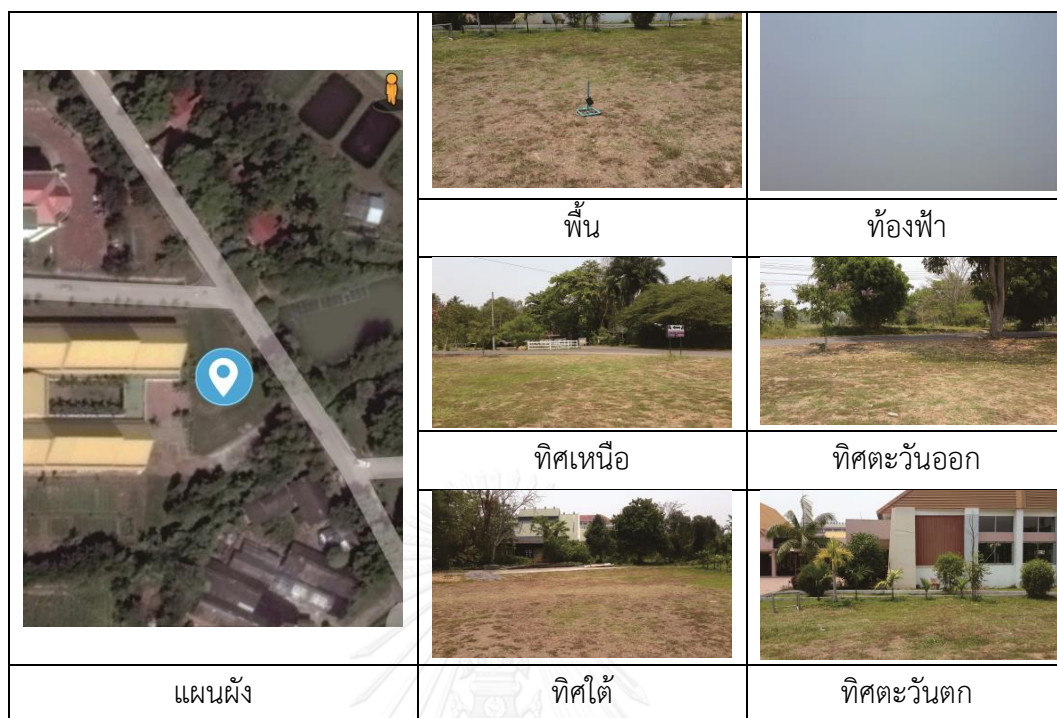 พื้น
ท้องฟ้า
ทิศเหนือ
ทิศตะวันออก
แผนผัง
ทิศใต้
ทิศตะวันตก